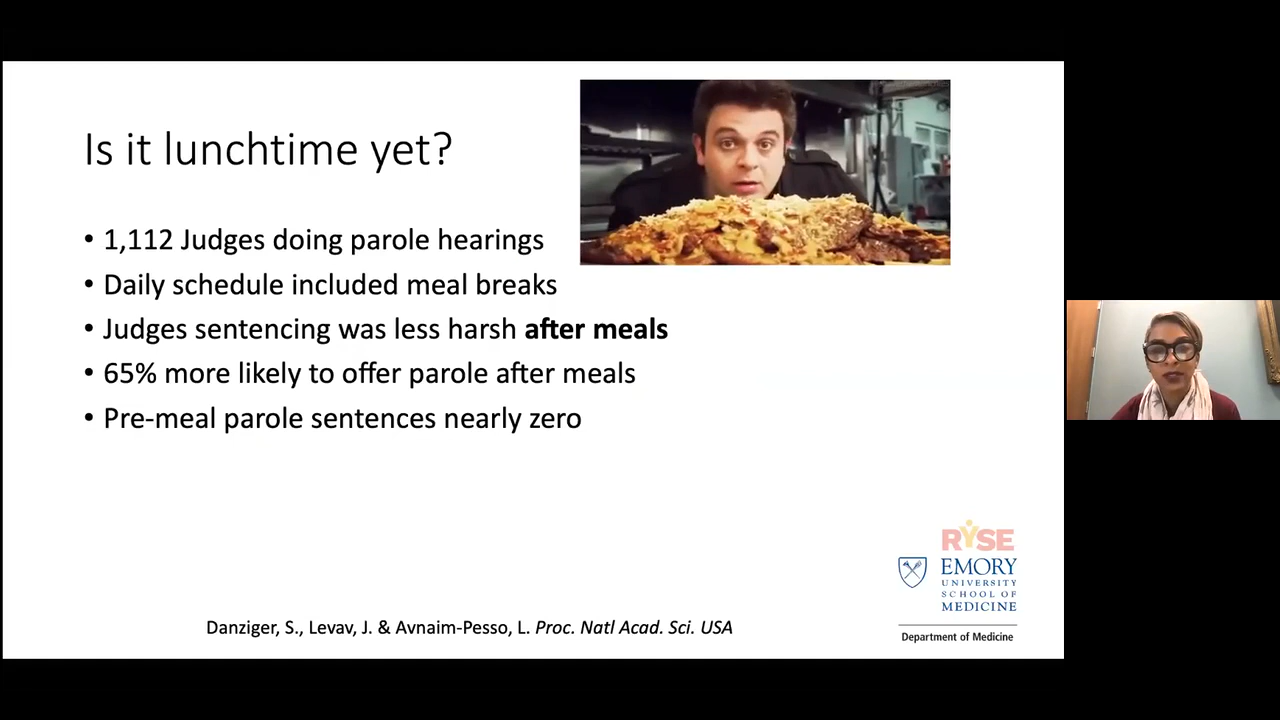 Is it lunchtime yet?
• 1,112 Judges doing parole hearings
• Daily schedule included meal breaks
• Judges sentencing was less harsh after meals
• 65% more likely to offer parole after meals
• Pre-meal parole sentences nearly zero
Danziger, S., Levav, J. & Avnaim-Pesso, L. Proc. Natl Acad. Sci. USA
RYSE
EMORY
UNIVERSITY
SCHOOL OF
MEDICINE
Department of Medicine